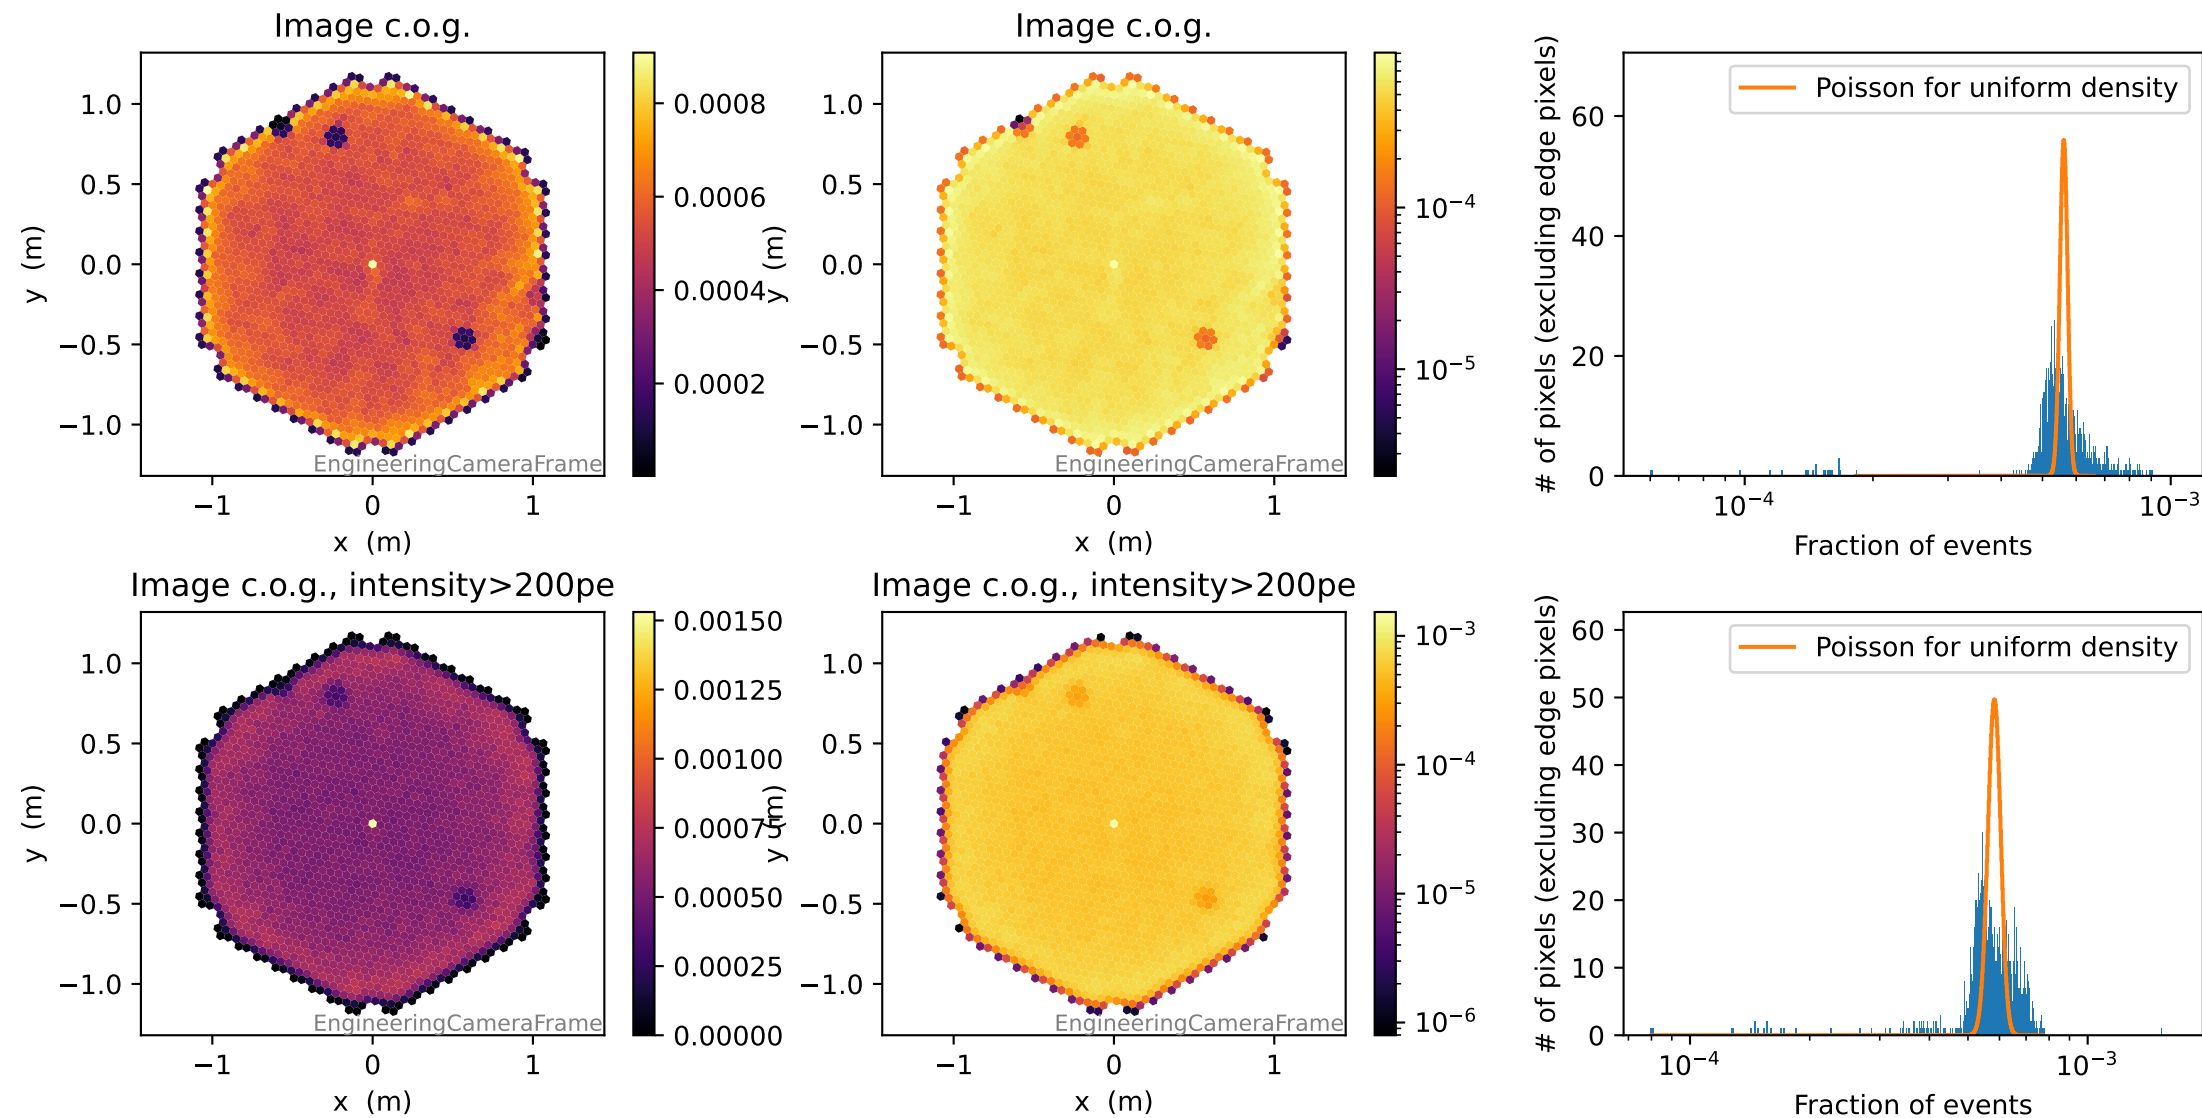 Image c.o.g.
1.0
0.5
0.0
−0.5
−1.0
y (m)
−1 0 1
x (m)
EngineeringCameraFrame
0.0008
0.0006
0.0004
0.0002
Image c.o.g.
1.0
0.5
0.0
−0.5
−1.0
y (m)
−1 0 1
x (m)
EngineeringCameraFrame
10⁻⁴
10⁻⁵
# of pixels (excluding edge pixels)
60
40
20
0
Poisson for uniform density
10⁻⁴ 10⁻³
Fraction of events
Image c.o.g., intensity>200pe
1.0
0.5
0.0
−0.5
−1.0
y (m)
−1 0 1
x (m)
EngineeringCameraFrame
0.00150
0.00125
0.00100
0.00050
0.00025
0.00000
Image c.o.g., intensity>200pe
1.0
0.5
0.0
−0.5
−1.0
y (m)
−1 0 1
x (m)
EngineeringCameraFrame
10⁻³
10⁻⁴
10⁻⁵
10⁻⁶
# of pixels (excluding edge pixels)
60
50
40
30
20
10
0
Poisson for uniform density
10⁻⁴ 10⁻³
Fraction of events